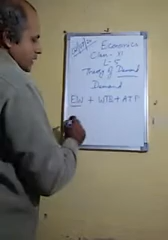 Economics
Class - XI
L-5
Theory of Demand
Demand
EW + WTB + ATP